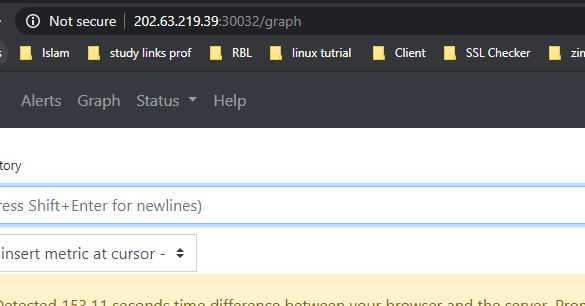 Not secure | 202.63.219.39:30032/graph
Islam study links prof RBL linux tutrial Client SSL Checker
Alerts Graph Status Help
tory
ress Shift+Enter for newlines)
insert metric at cursor -
Detected 153.11 seconds time difference between your browser and the server.